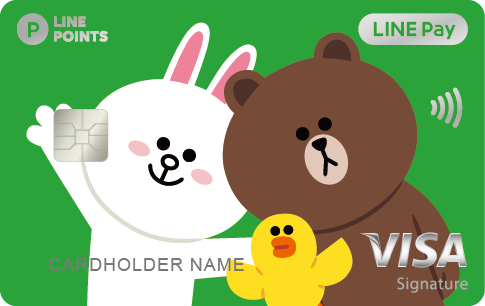 P
LINE
POINTS
LINE Pay
CARDHOLDER NAME
VISA
Signature